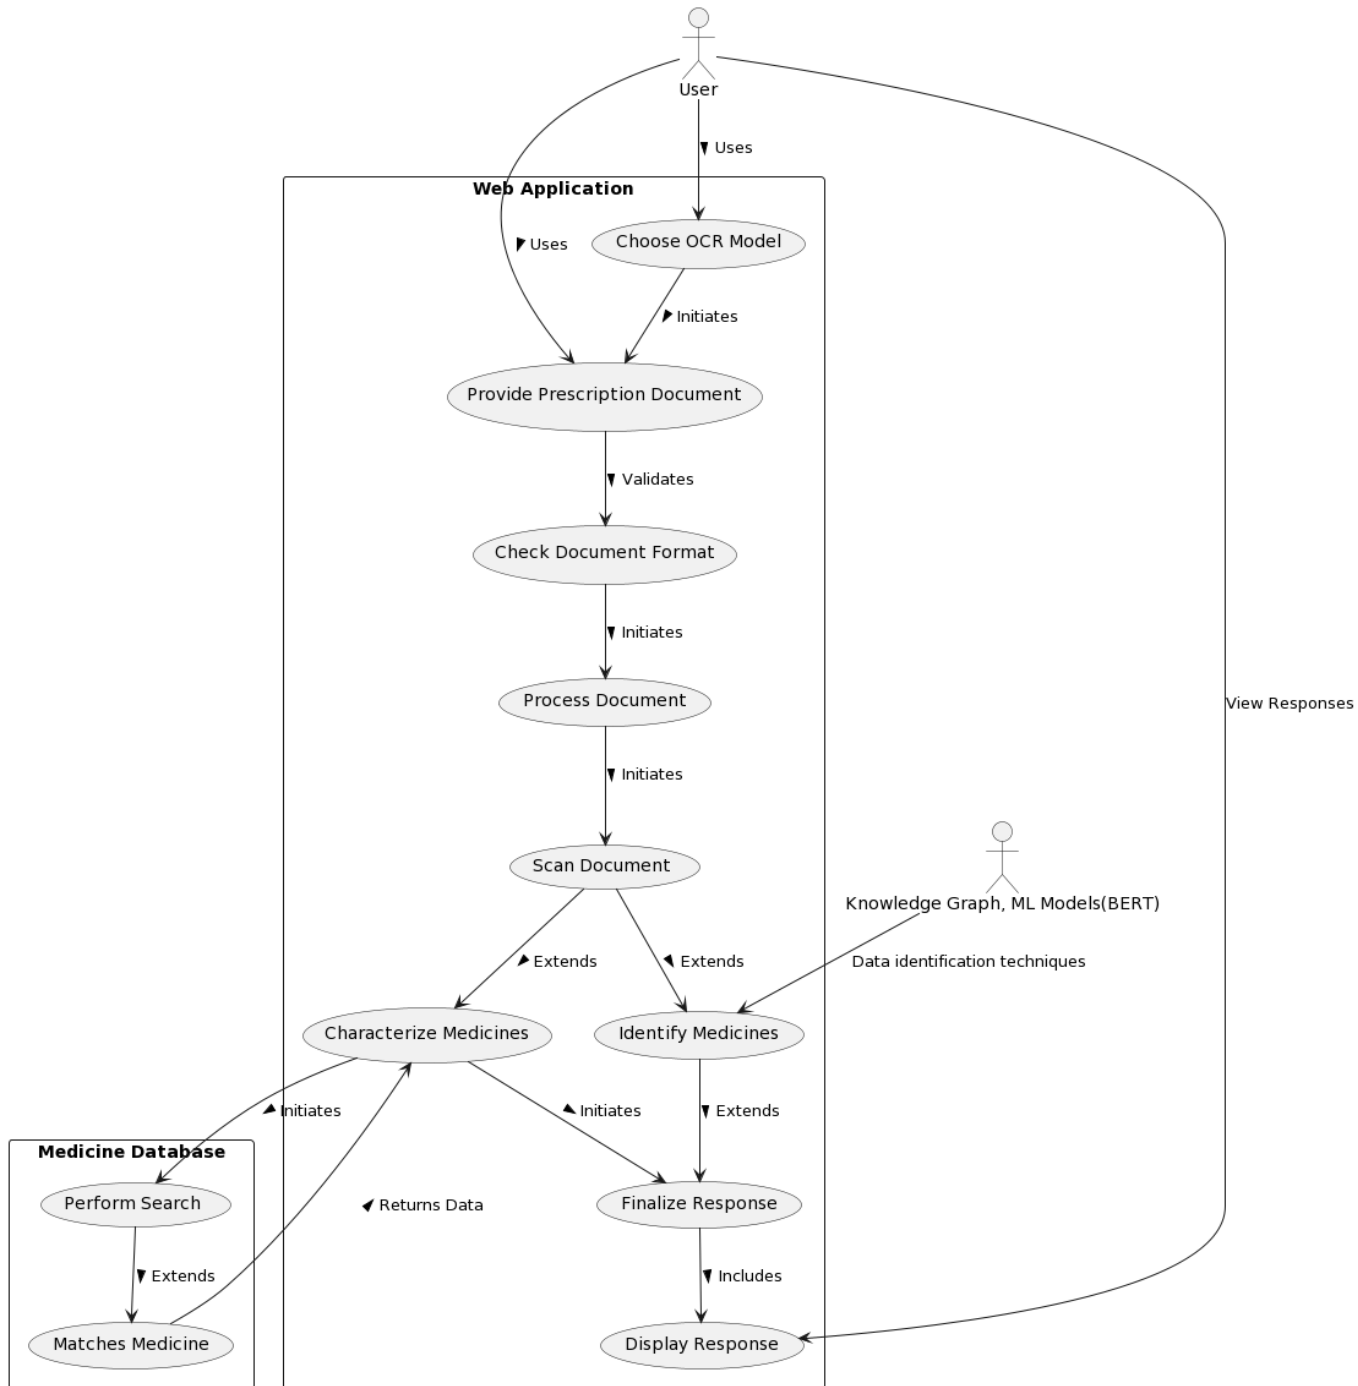 User
Uses
Web Application
Choose OCR Model
Uses
Initiates
Provide Prescription Document
Validates
Check Document Format
Initiates
Process Document
View Responses
Initiates
Scan Document
Knowledge Graph, ML Models(BERT)
Extends
Extends
Data identification techniques
Characterize Medicines
Identify Medicines
Initiates
Initiates
Extends
Medicine Database
Perform Search
Returns Data
Finalize Response
Extends
Includes
Matches Medicine
Display Response